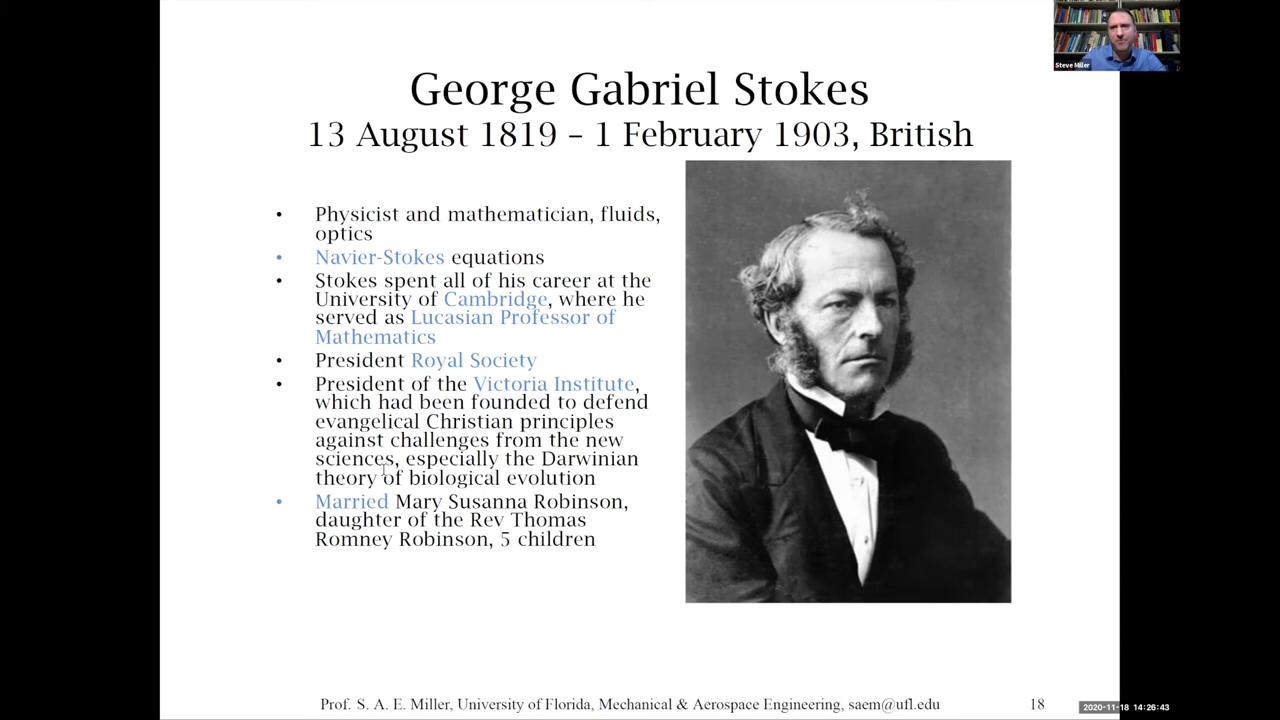 Steve Miller
George Gabriel Stokes
13 August 1819 – 1 February 1903, British
• Physicist and mathematician, fluids,
optics
• Navier-Stokes equations
• Stokes spent all of his career at the
University of Cambridge, where he
served as Lucasian Professor of
Mathematics
• President Royal Society
• President of the Victoria Institute,
which had been founded to defend
evangelical Christian principles
against challenges from the new
sciences, especially the Darwinian
theory of biological evolution
• Married Mary Susanna Robinson,
daughter of the Rev Thomas
Romney Robinson, 5 children
Prof. S. A. E. Miller, University of Florida, Mechanical & Aerospace Engineering, saem@ufl.edu
18
2020-11-18 14:26:43